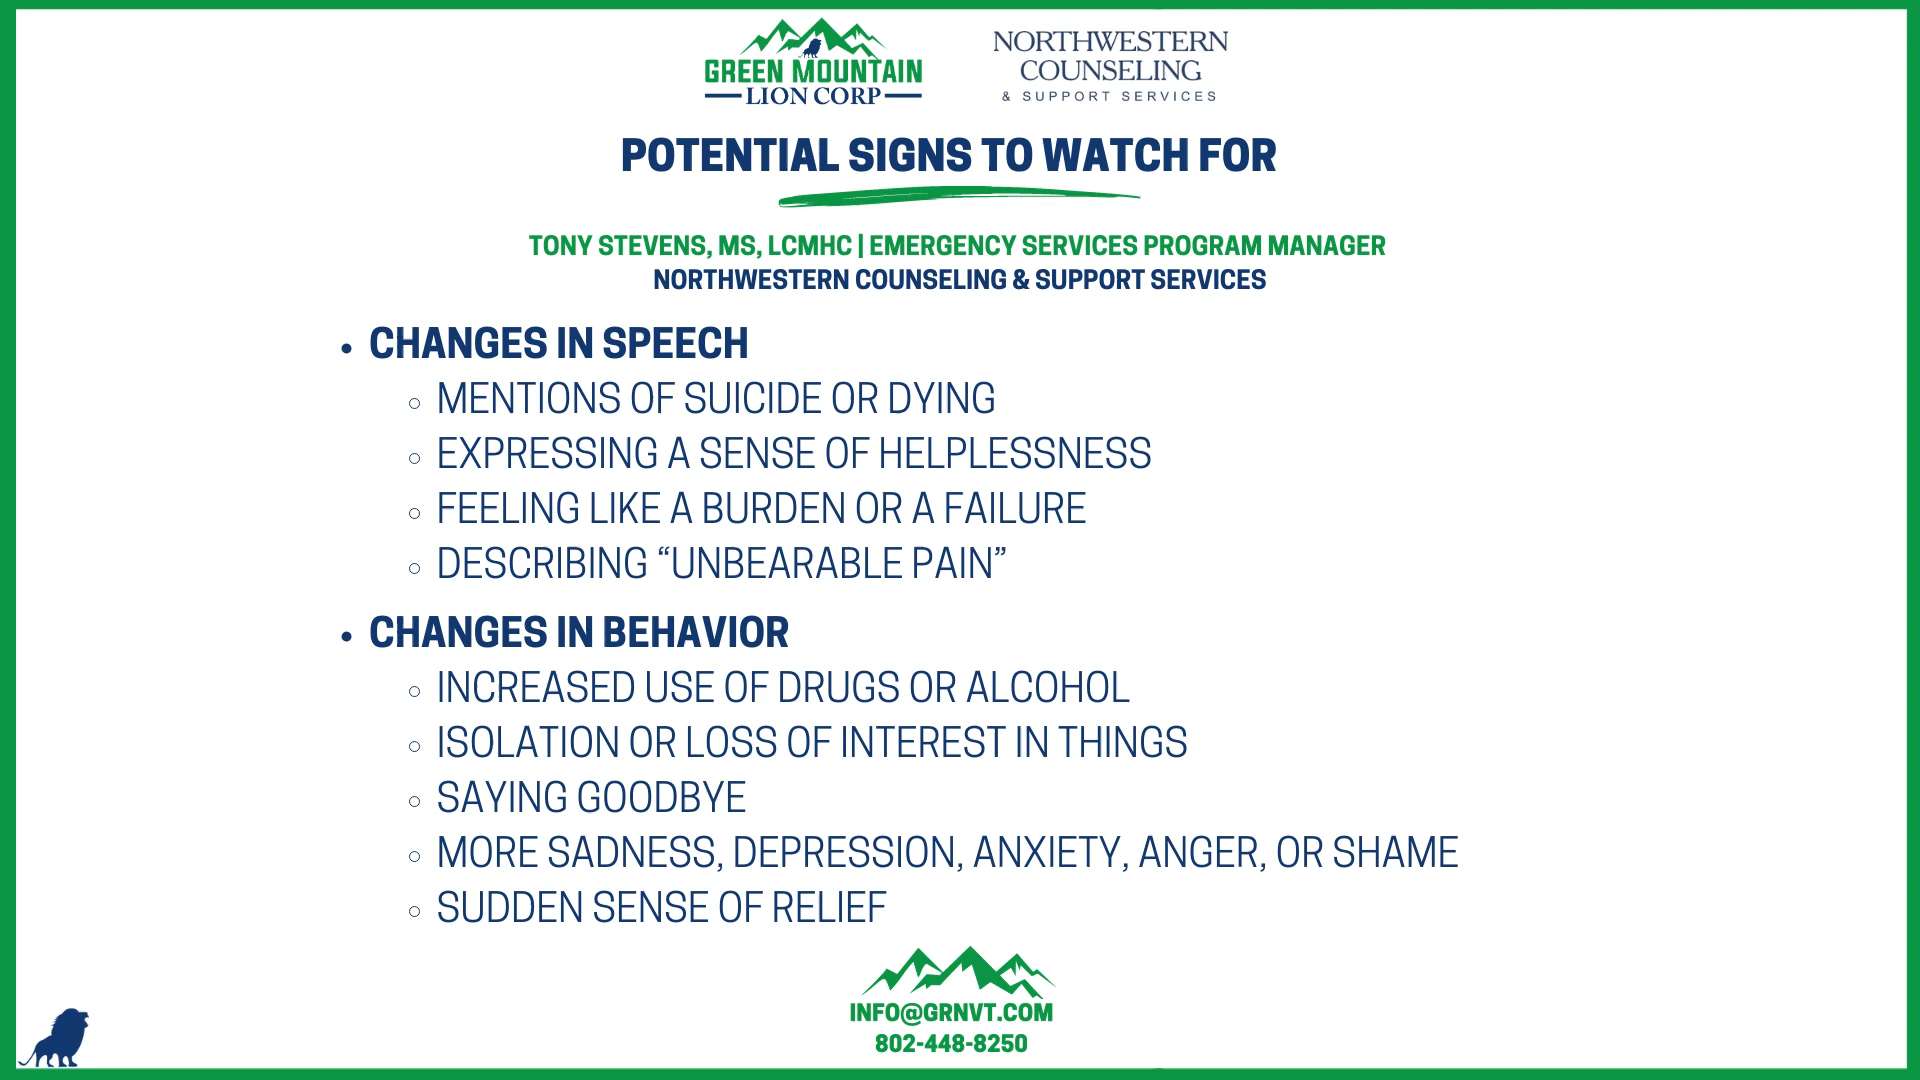 GREEN MOUNTAIN
LION CORP
NORTHWESTERN
COUNSELING
& SUPPORT SERVICES
POTENTIAL SIGNS TO WATCH FOR
TONY STEVENS, MS, LCMHC | EMERGENCY SERVICES PROGRAM MANAGER
NORTHWESTERN COUNSELING & SUPPORT SERVICES
• CHANGES IN SPEECH
○ MENTIONS OF SUICIDE OR DYING
○ EXPRESSING A SENSE OF HELPLESSNESS
○ FEELING LIKE A BURDEN OR A FAILURE
○ DESCRIBING “UNBEARABLE PAIN”
• CHANGES IN BEHAVIOR
○ INCREASED USE OF DRUGS OR ALCOHOL
○ ISOLATION OR LOSS OF INTEREST IN THINGS
○ SAYING GOODBYE
○ MORE SADNESS, DEPRESSION, ANXIETY, ANGER, OR SHAME
○ SUDDEN SENSE OF RELIEF
INFO@GRNVT.COM
802-448-8250